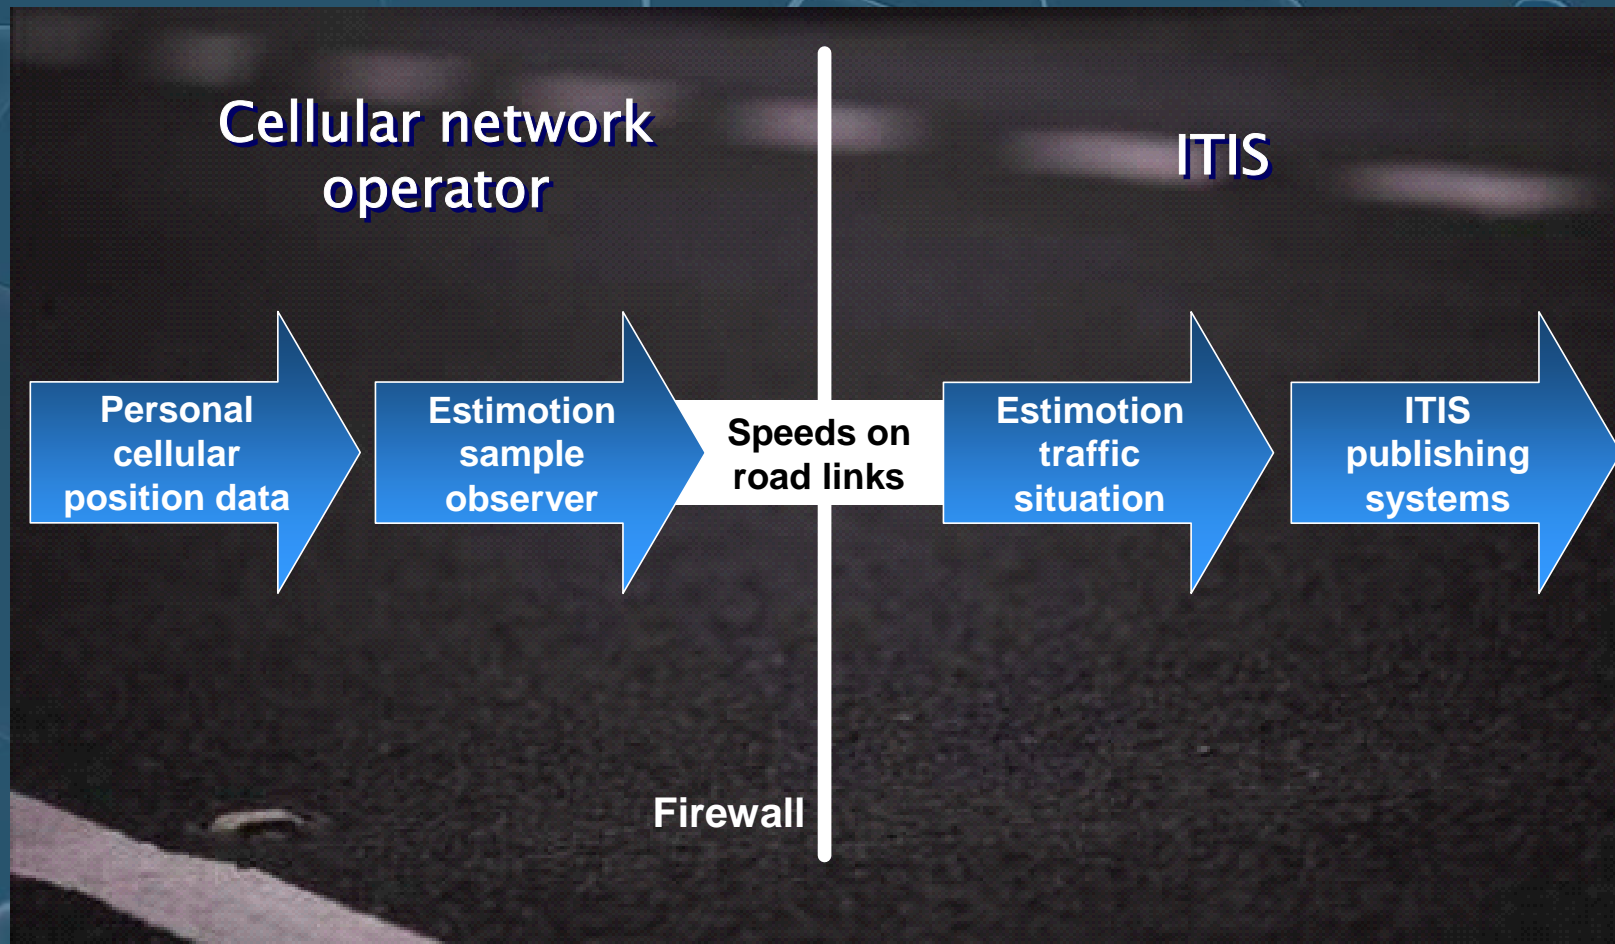 Cellular network
operator
ITIS
Personal
cellular
position data
Estimotion
sample
observer
Speeds on
road links
Estimotion
traffic
situation
ITIS
publishing
systems
Firewall